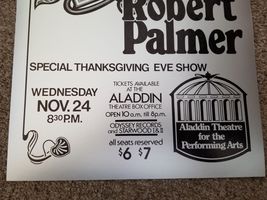 Robert
Palmer
SPECIAL THANKSGIVING EVE SHOW
WEDNESDAY
NOV. 24
8:30 P.M.
TICKETS AVAILABLE
AT THE
ALADDIN
THEATRE BOX OFFICE
OPEN 10 a.m. till 8 p.m.
ODYSSEY RECORDS
and STARWOOD I & II
all seats reserved
$6 $7
Aladdin Theatre
for the
Performing Arts